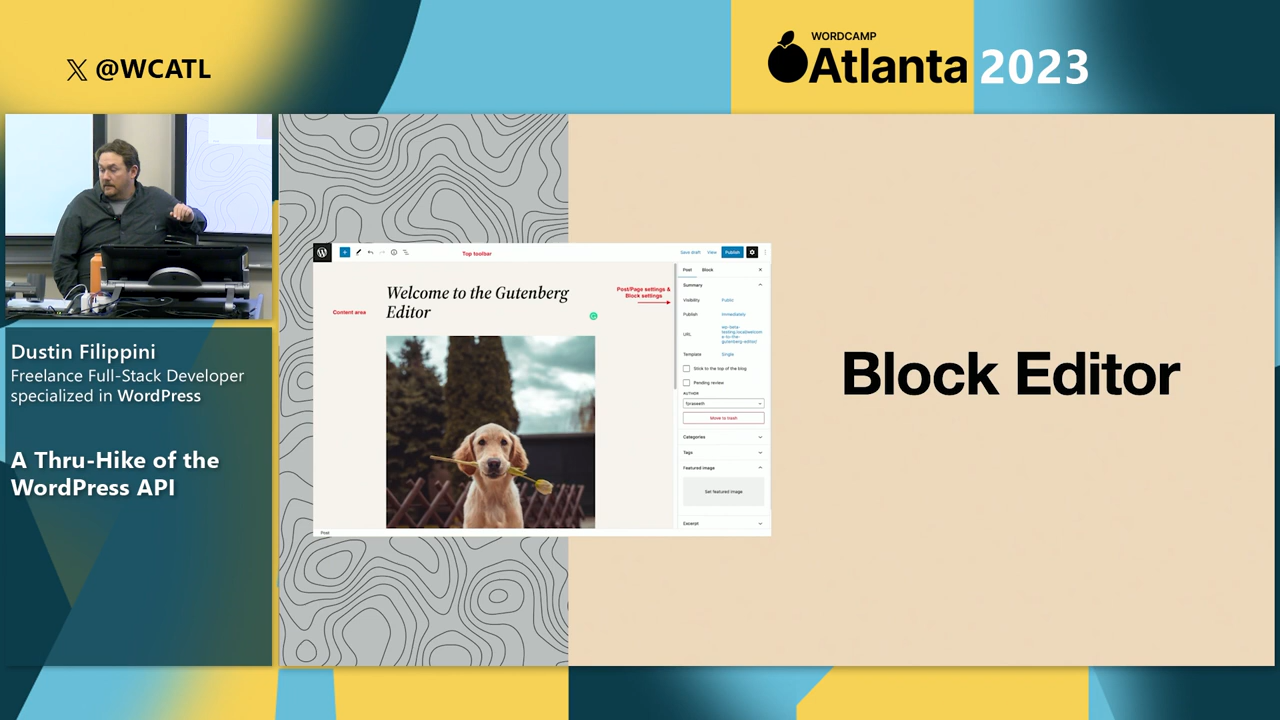 𝕏 @WCATL
WORDCAMP
Atlanta 2023
Dustin Filippini
Freelance Full-Stack Developer
specialized in WordPress
A Thru-Hike of the
WordPress API
Top toolbar
Save draft View Publish
Content area
Welcome to the Gutenberg
Editor
Post/Page settings &
Block settings
Post Block
Summary
Visibility Public
Publish Immediately
URL
Template Single
Stick to the top of the blog
Pending review
AUTHOR
Move to trash
Categories
Tags
Featured image
Set featured image
Excerpt
Post
Block Editor